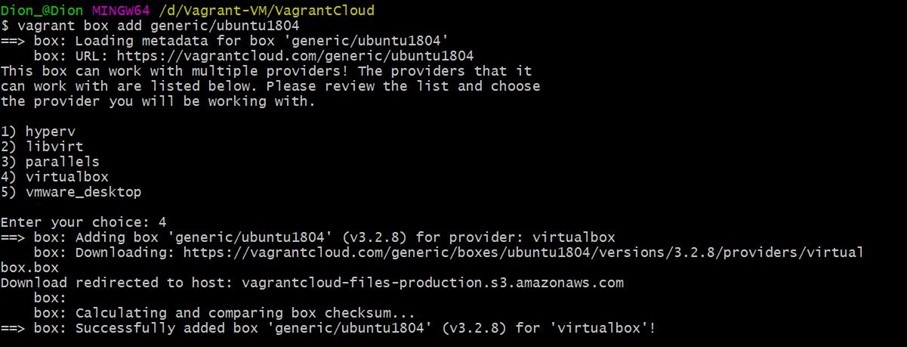 Dion_@Dion MINGW64 /d/Vagrant-VM/VagrantCloud
$ vagrant box add generic/ubuntu1804
==> box: Loading metadata for box 'generic/ubuntu1804'
    box: URL: https://vagrantcloud.com/generic/ubuntu1804
This box can work with multiple providers! The providers that it
can work with are listed below. Please review the list and choose
the provider you will be working with.

1) hyperv
2) libvirt
3) parallels
4) virtualbox
5) vmware_desktop

Enter your choice: 4
==> box: Adding box 'generic/ubuntu1804' (v3.2.8) for provider: virtualbox
    box: Downloading: https://vagrantcloud.com/generic/boxes/ubuntu1804/versions/3.2.8/providers/virtual
box.box
Download redirected to host: vagrantcloud-files-production.s3.amazonaws.com
    box:
    box: Calculating and comparing box checksum...
==> box: Successfully added box 'generic/ubuntu1804' (v3.2.8) for 'virtualbox'!